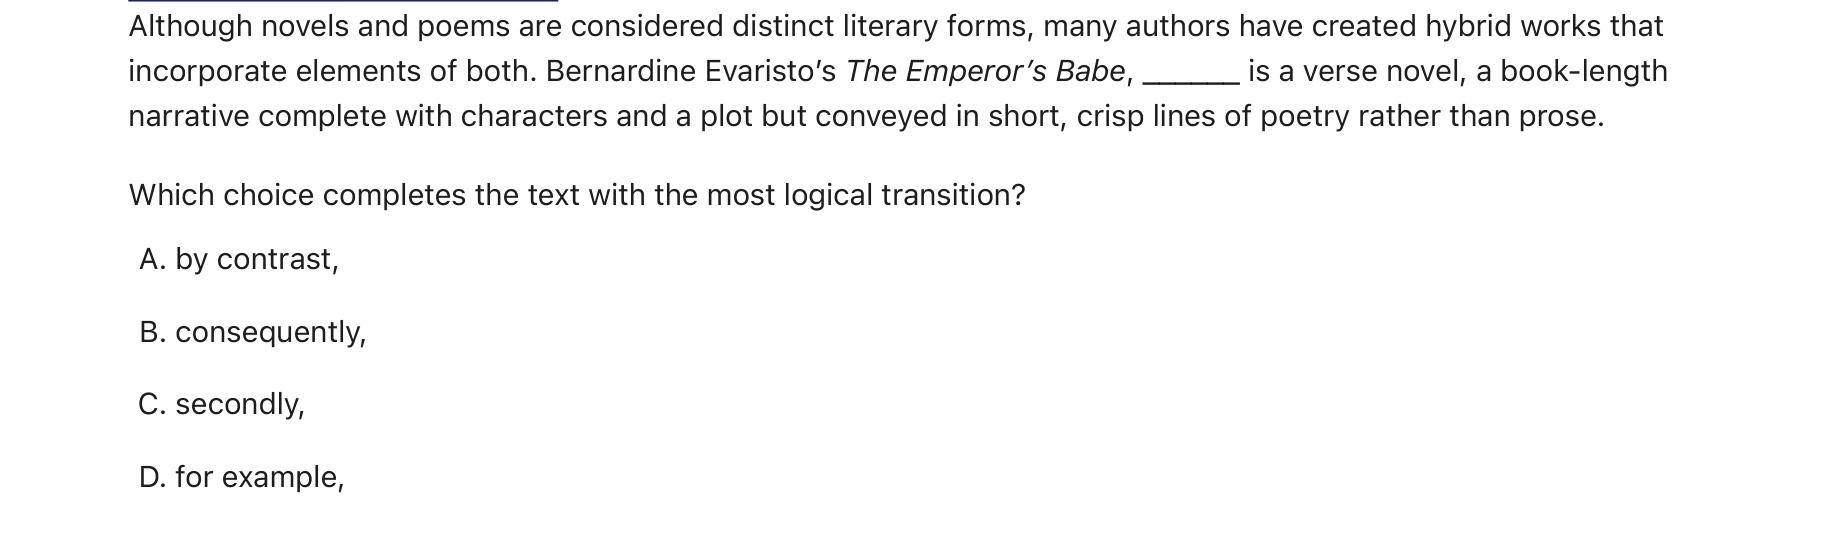 Although novels and poems are considered distinct literary forms, many authors have created hybrid works that
incorporate elements of both. Bernardine Evaristo’s The Emperor’s Babe, ______ is a verse novel, a book-length
narrative complete with characters and a plot but conveyed in short, crisp lines of poetry rather than prose.
Which choice completes the text with the most logical transition?
A. by contrast,
B. consequently,
C. secondly,
D. for example,